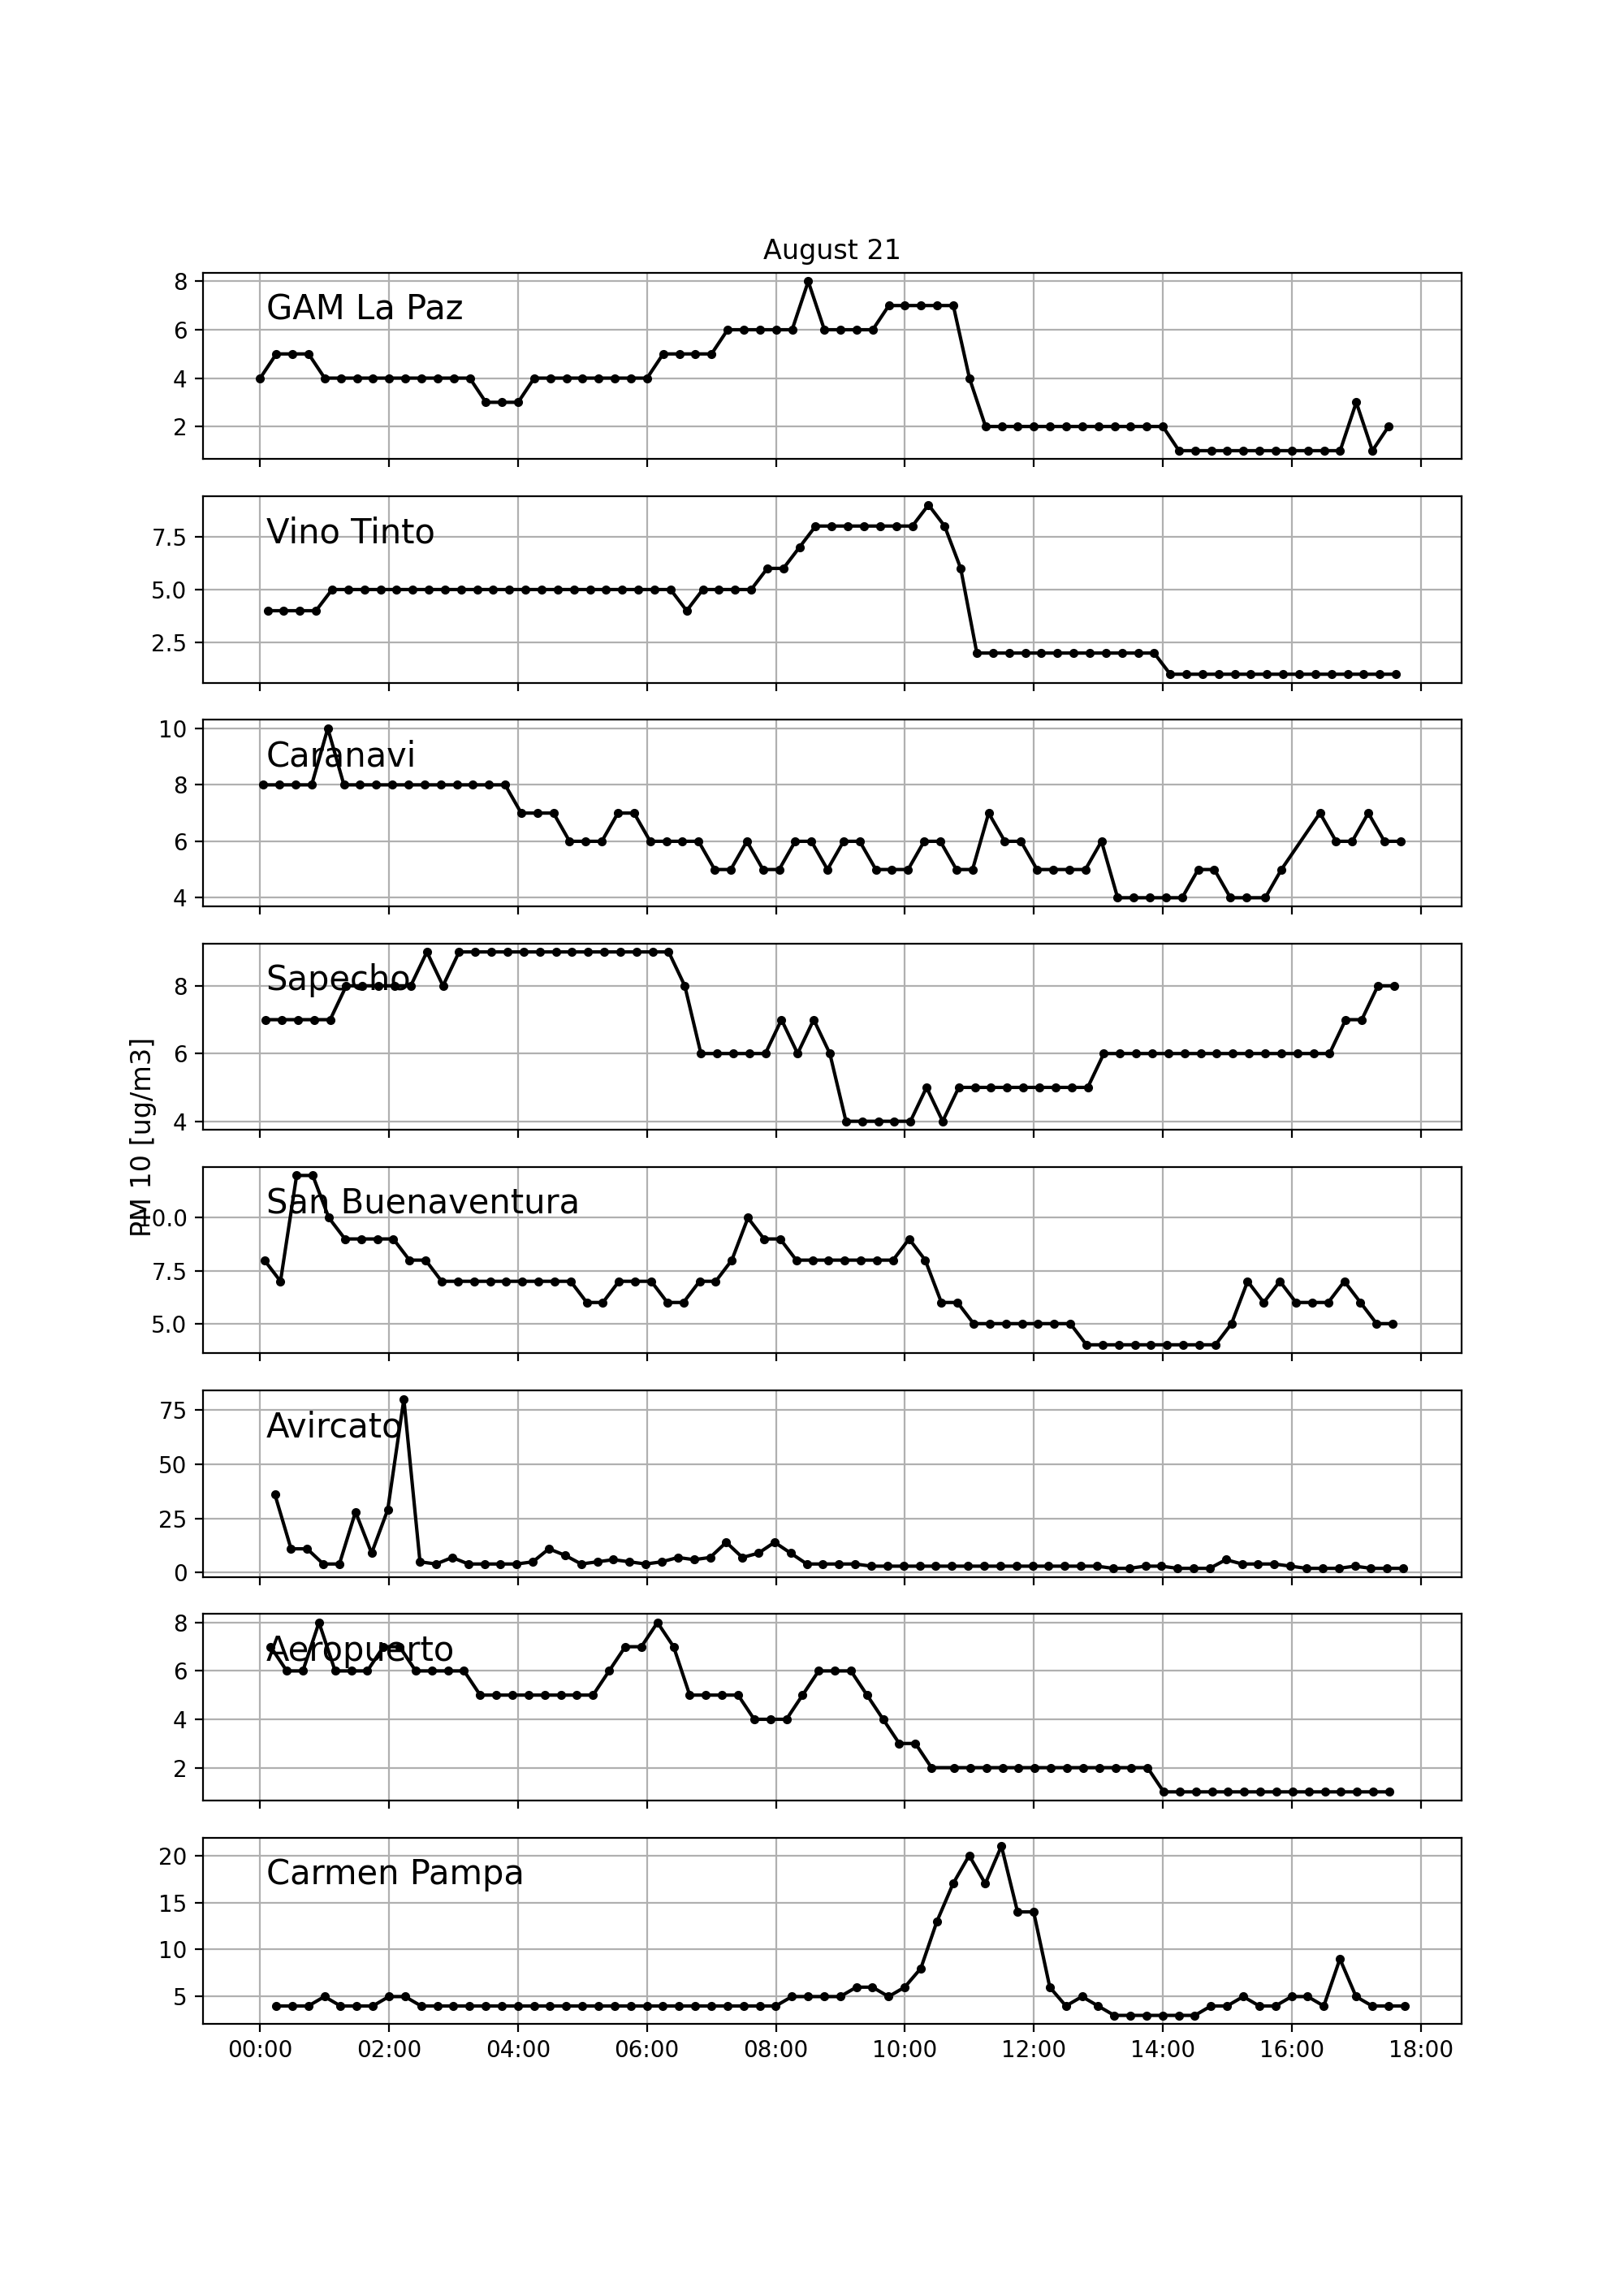 August 21
8
GAM La Paz
6
4
2
Vino Tinto
7.5
5.0
2.5
10
Caranavi
8
6
4
Sapecho
8
6
4
PM 10 [ug/m3]
San Buenaventura
10.0
7.5
5.0
75
Avircato
50
25
0
8
Aeropuerto
6
4
2
20
Carmen Pampa
15
10
5
00:00 02:00 04:00 06:00 08:00 10:00 12:00 14:00 16:00 18:00